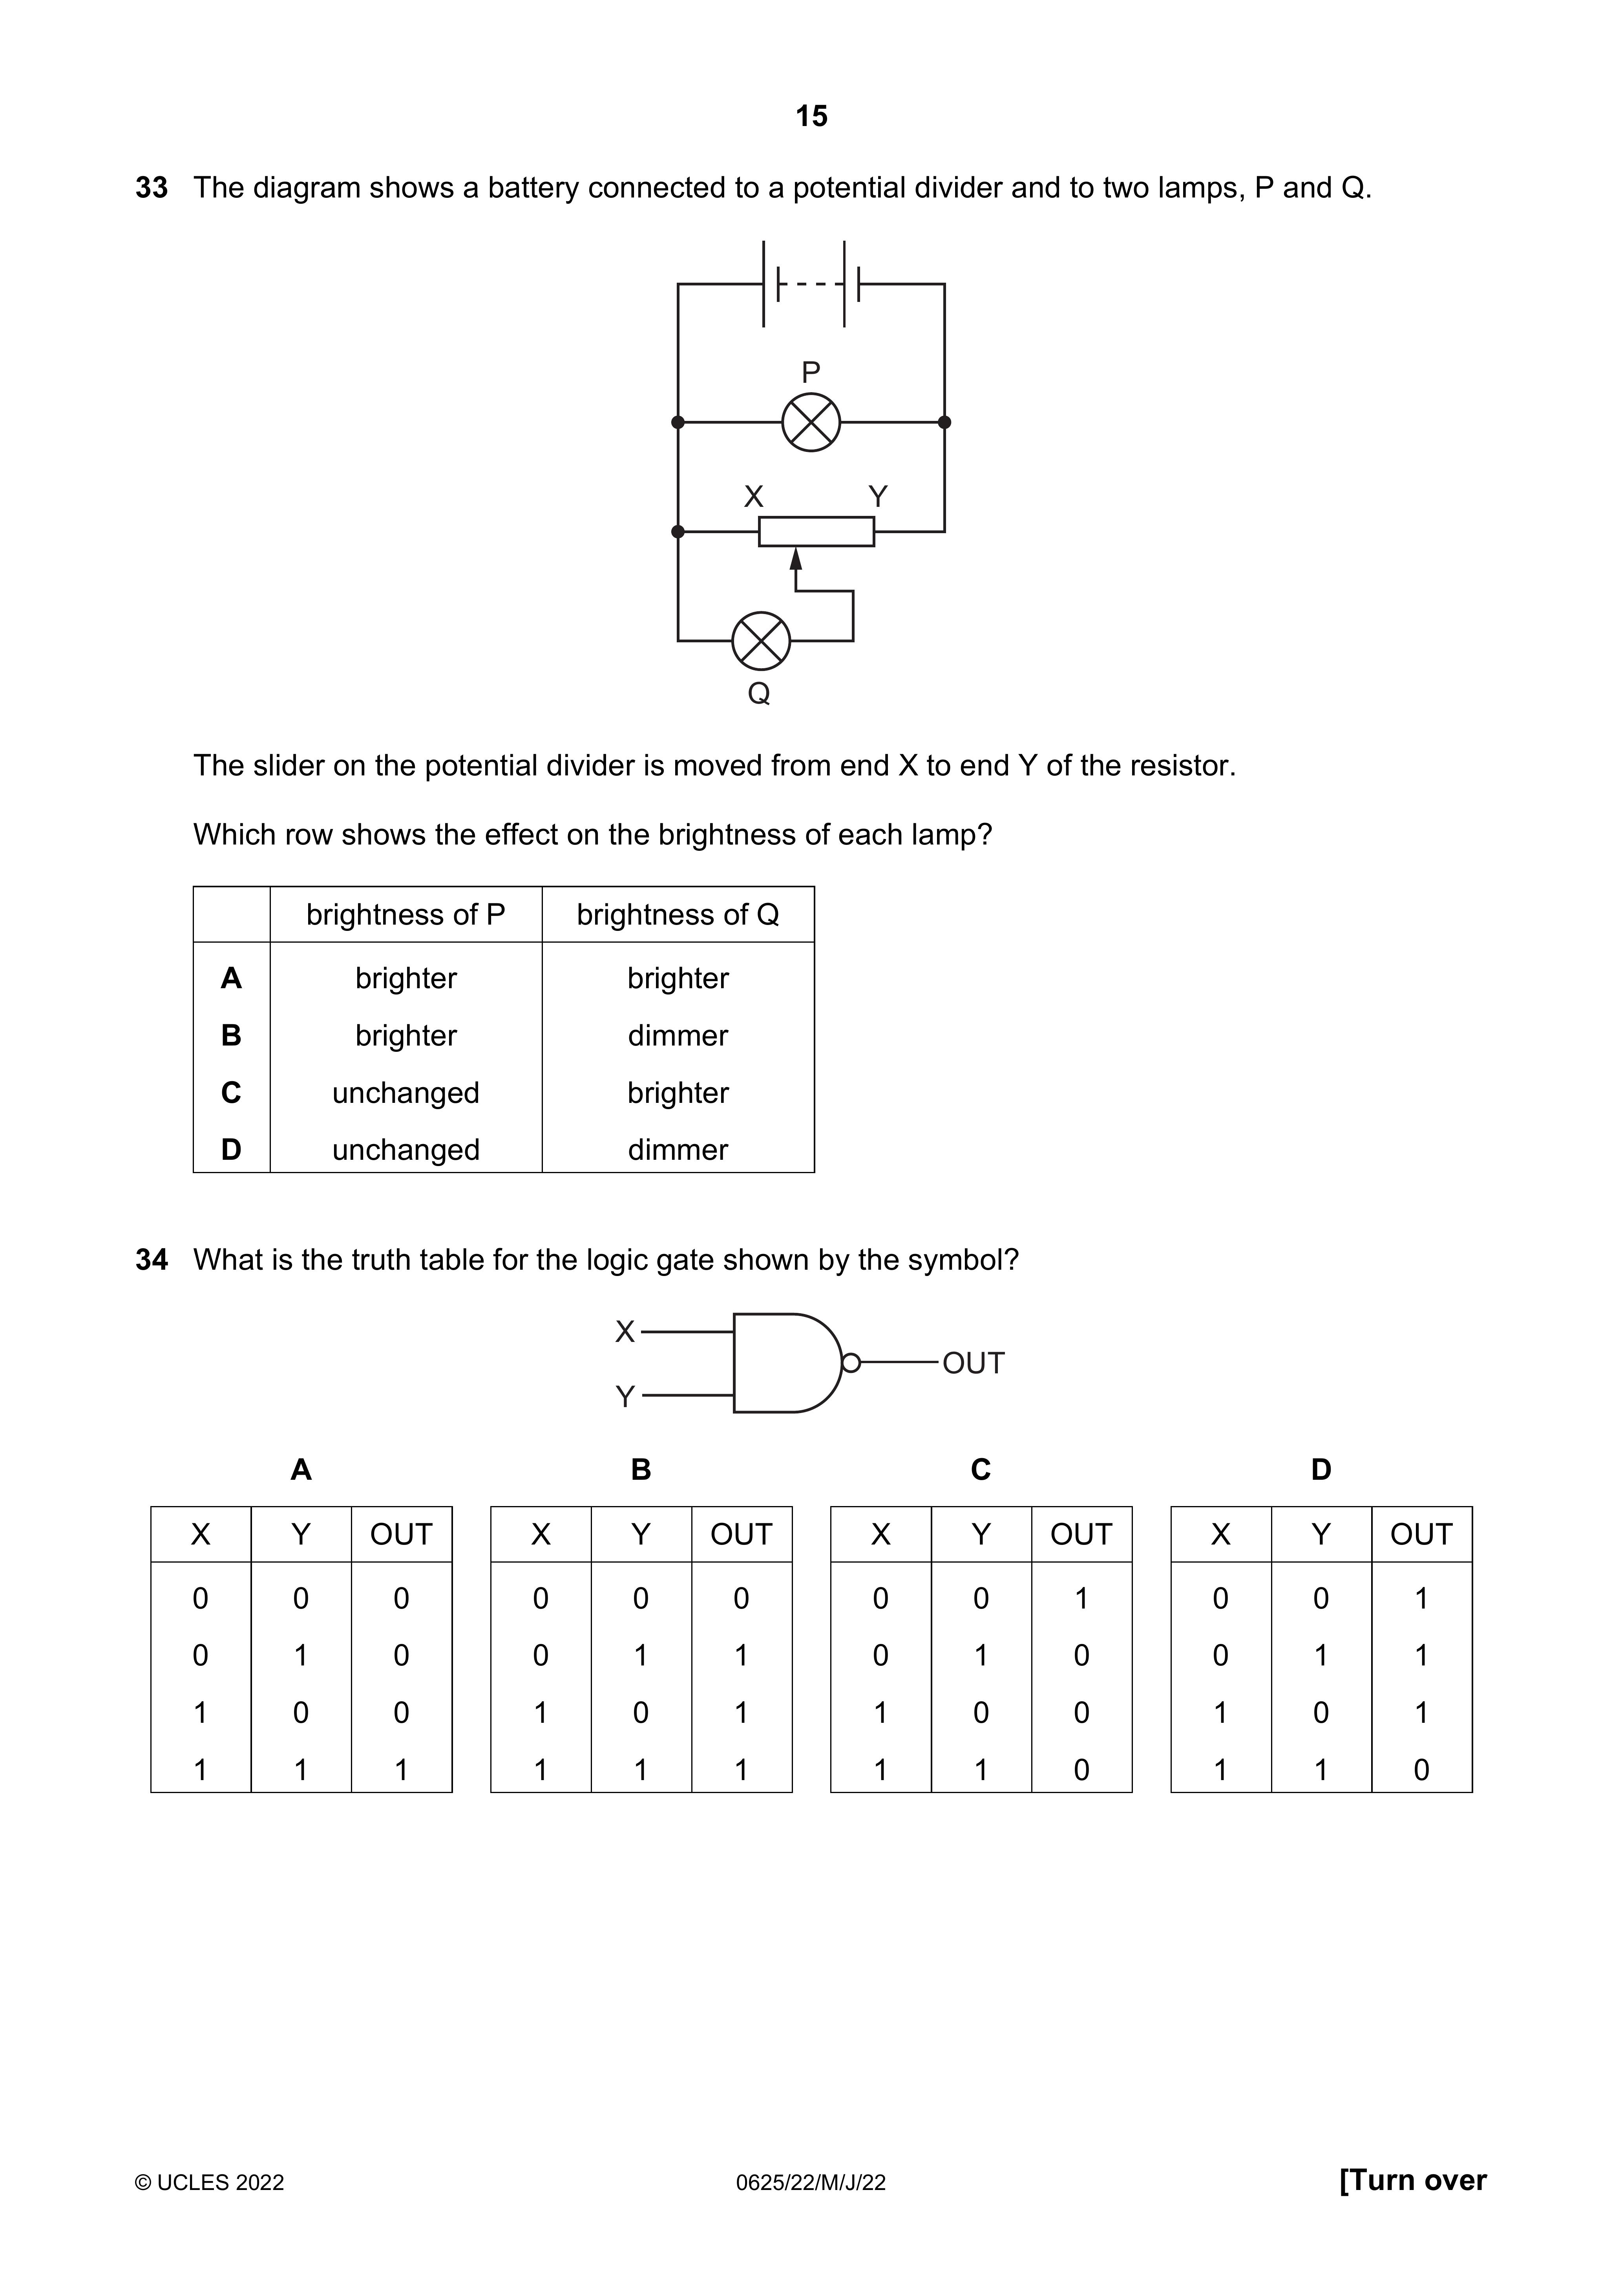 15
33 The diagram shows a battery connected to a potential divider and to two lamps, P and Q.
P
X Y
Q
The slider on the potential divider is moved from end X to end Y of the resistor.
Which row shows the effect on the brightness of each lamp?
brightness of P brightness of Q
A brighter brighter
B brighter dimmer
C unchanged brighter
D unchanged dimmer
34 What is the truth table for the logic gate shown by the symbol?
X
OUT
Y
A B C D
X Y OUT X Y OUT X Y OUT X Y OUT
0 0 0 0 0 0 0 0 1 0 0 1
0 1 0 0 1 1 0 1 0 0 1 1
1 0 0 1 0 1 1 0 0 1 0 1
1 1 1 1 1 1 1 1 0 1 1 0
© UCLES 2022 0625/22/M/J/22 [Turn over